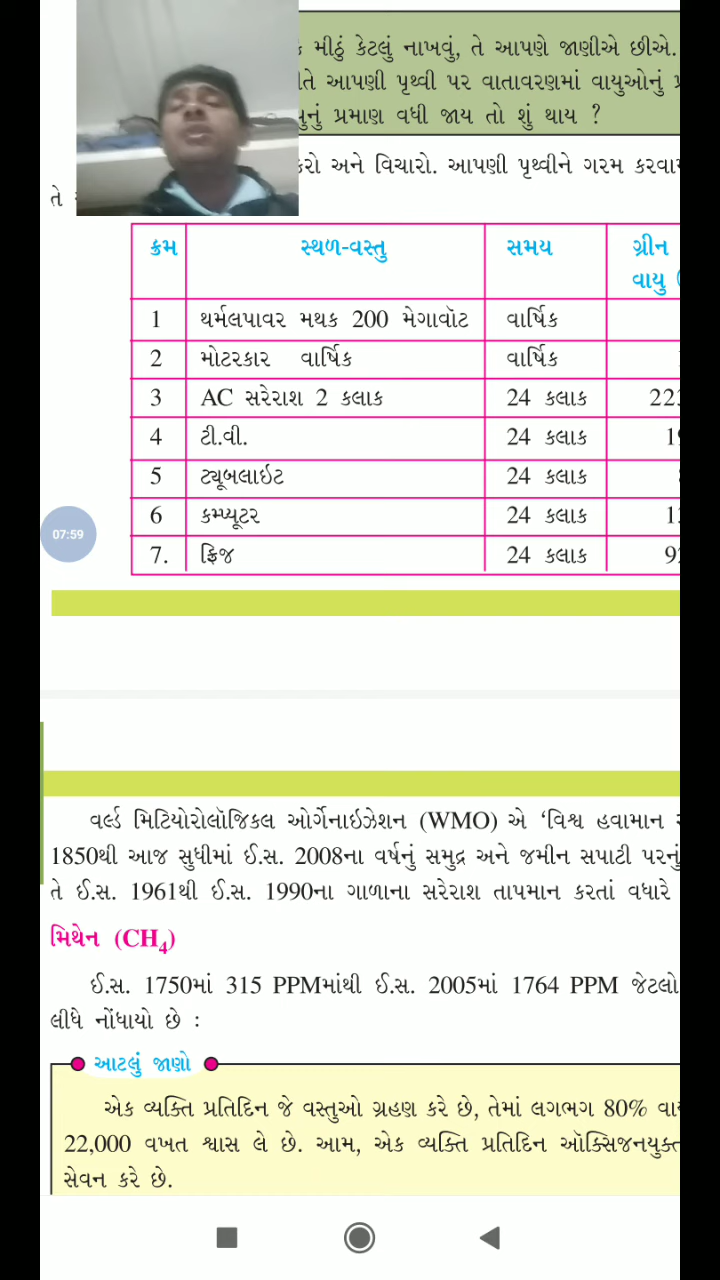 મીઠું કેટલું નાખવું, તે આપણે જાણીએ છીએ.
આપણી પૃથ્વી પર વાતાવરણમાં વાયુઓનું
પ્રમાણ વધી જાય તો શું થાય ?
અને વિચારો. આપણી પૃથ્વીને ગરમ
તે
ક્રમ સ્થળ-વસ્તુ સમય ગ્રીન
વાયુ
1 થર્મલપાવર મથક 200 મેગાવૉટ વાર્ષિક
2 મોટરકાર વાર્ષિક વાર્ષિક
3 AC સરેરાશ 2 કલાક 24 કલાક
4 ટી.વી. 24 કલાક
5 ટ્યૂબલાઇટ 24 કલાક
6 કમ્પ્યૂટર 24 કલાક
7. ફ્રિજ 24 કલાક
07:59
વર્લ્ડ મિટિયોરોલૉજિકલ ઓર્ગેનાઇઝેશન (WMO) એ ‘વિશ્વ હવામાન
1850થી આજ સુધીમાં ઈ.સ. 2008ના વર્ષનું સમુદ્ર અને જમીન સપાટી પરનું
તે ઈ.સ. 1961થી ઈ.સ. 1990ના ગાળાના સરેરાશ તાપમાન કરતાં વધારે
મિથેન (CH₄)
ઈ.સ. 1750માં 315 PPMમાંથી ઈ.સ. 2005માં 1764 PPM જેટલો
લીધે નોંધાયો છે :
આટલું જાણો
એક વ્યક્તિ પ્રતિદિન જે વસ્તુઓ ગ્રહણ કરે છે, તેમાં લગભગ 80%
22,000 વખત શ્વાસ લે છે. આમ, એક વ્યક્તિ પ્રતિદિન ઑક્સિજનયુક્ત
સેવન કરે છે.